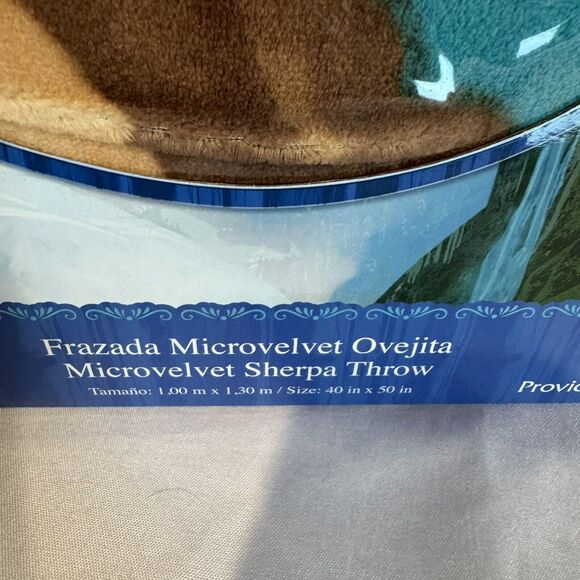 Frazada Microvelvet Ovejita
Microvelvet Sherpa Throw
Tamaño: 1,00 m x 1,30 m / Size: 40 in x 50 in